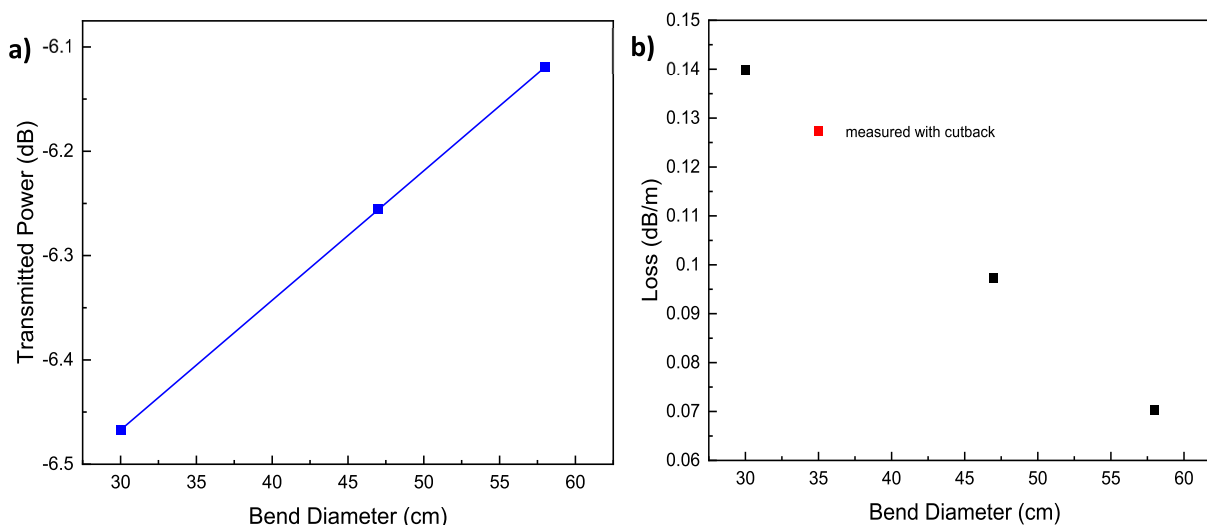 a)
Transmitted Power (dB)
-6.1
-6.2
-6.3
-6.4
-6.5
30 35 40 45 50 55 60
Bend Diameter (cm)
b)
Loss (dB/m)
0.15
0.14
0.13
0.12
0.11
0.1
0.09
0.08
0.07
0.06
measured with cutback
30 35 40 45 50 55 60
Bend Diameter (cm)